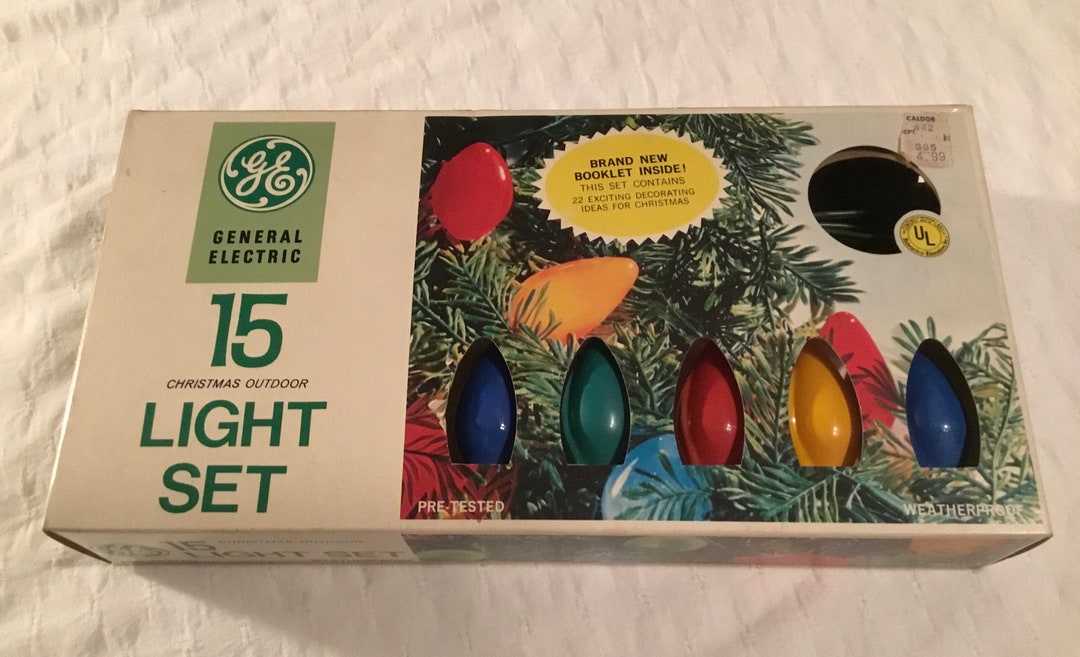 GE
GENERAL
ELECTRIC
15
CHRISTMAS OUTDOOR
LIGHT
SET
BRAND NEW
BOOKLET INSIDE!
THIS SET CONTAINS
22 EXCITING DECORATING
IDEAS FOR CHRISTMAS
CALDOR
4.99
UL
PRE-TESTED
WEATHERPROOF
15 CHRISTMAS OUTDOOR
LIGHT SET